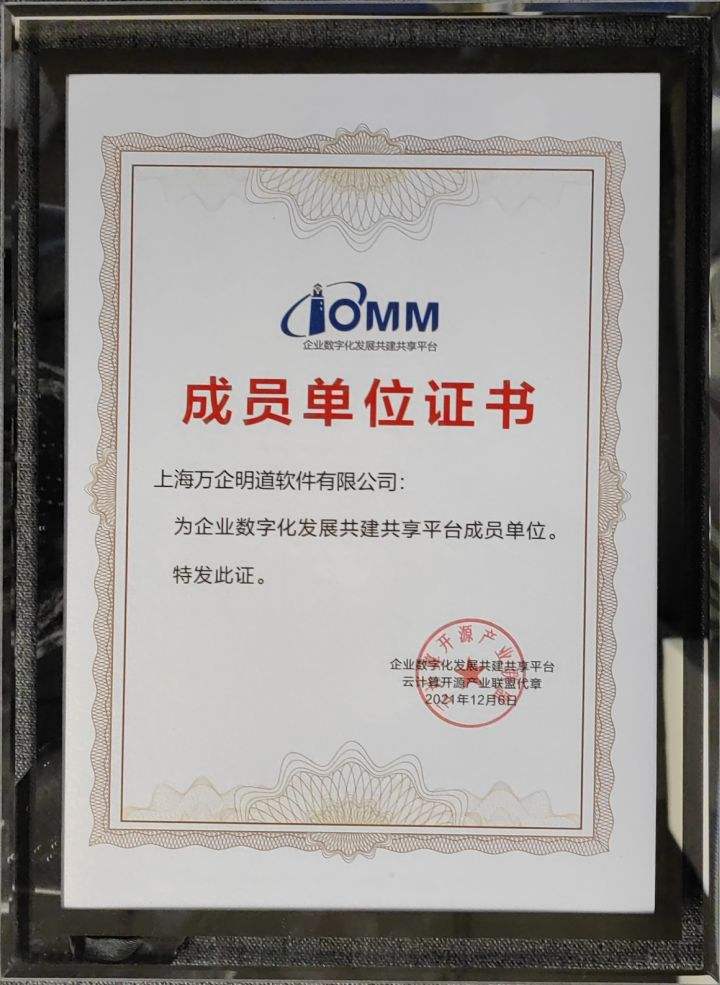 IOMM
企业数字化发展共建共享平台
成员单位证书
上海万企明道软件有限公司：
为企业数字化发展共建共享平台成员单位。
特发此证。
企业数字化发展共建共享平台
云计算开源产业联盟代章
2021年12月6日
开源产业